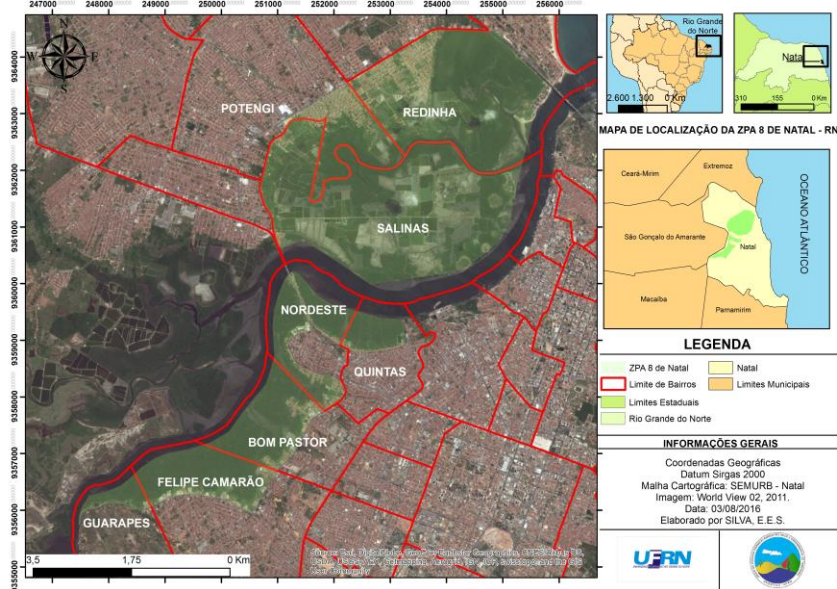 247000 248000 249000 250000 251000 252000 253000 254000 255000 256000
9364000
9363000
9362000
9361000
9360000
9359000
9358000
9357000
9356000
9355000
N
W
E
S
POTENGI
REDINHA
SALINAS
NORDESTE
QUINTAS
BOM PASTOR
FELIPE CAMARÃO
GUARAPES
3,5 1,75 0 Km
Rio Grande
do Norte
2.600 1.300 0 Km
Natal
310 155 0 Km
MAPA DE LOCALIZAÇÃO DA ZPA 8 DE NATAL - RN
Ceará-Mirim
Extremoz
São Gonçalo do Amarante
Natal
Macaíba
Parnamirim
OCEANO ATLÂNTICO
LEGENDA
ZPA 8 de Natal
Natal
Limite de Bairros
Limites Municipais
Limites Estaduais
Rio Grande do Norte
INFORMAÇÕES GERAIS
Coordenadas Geográficas
Datum Sirgas 2000
Malha Cartográfica: SEMURB - Natal
Imagem: World View 02, 2011.
Data: 03/08/2016
Elaborado por SILVA, E.E.S.
UFRN